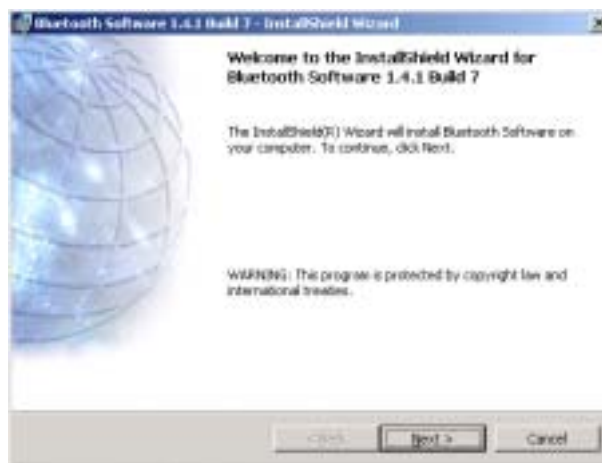 Bluetooth Software 1.4.1 Build 7 - InstallShield Wizard
Welcome to the InstallShield Wizard for
Bluetooth Software 1.4.1 Build 7
The InstallShield(R) Wizard will install Bluetooth Software on
your computer. To continue, click Next.
WARNING: This program is protected by copyright law and
international treaties.
< Back
Next >
Cancel